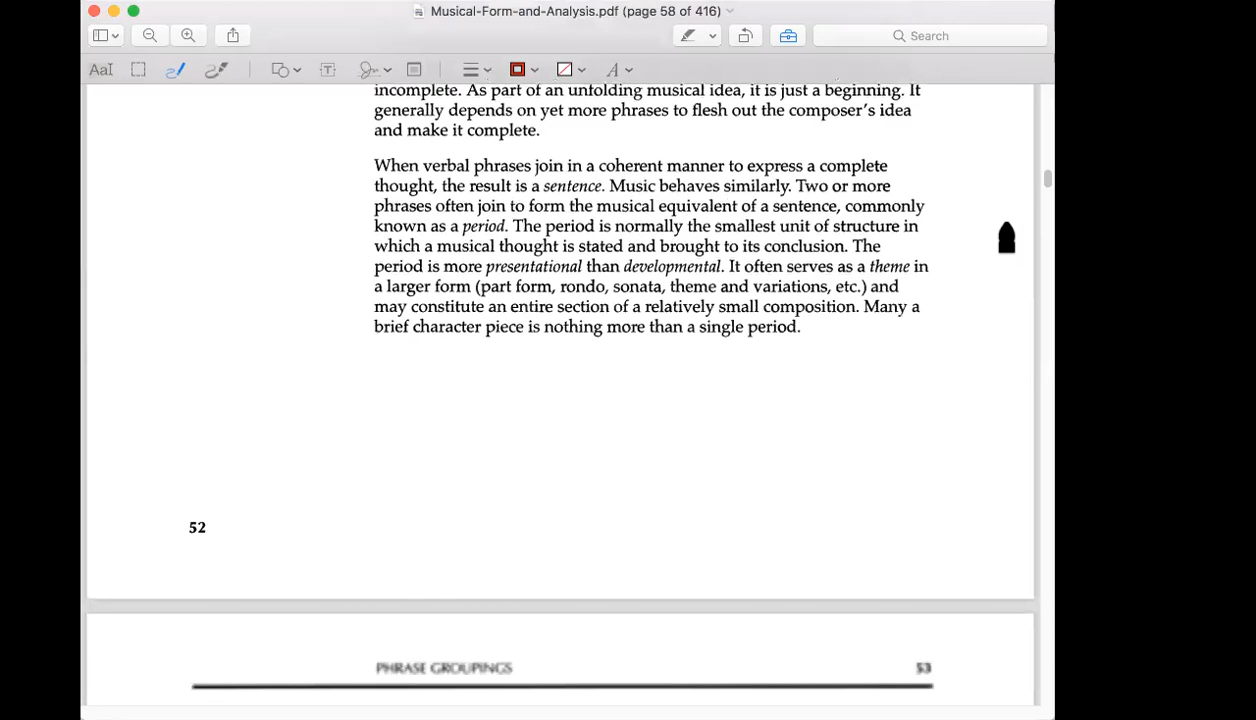 Musical-Form-and-Analysis.pdf (page 58 of 416)
Search
AaI
T
A
incomplete. As part of an unfolding musical idea, it is just a beginning. It
generally depends on yet more phrases to flesh out the composer's idea
and make it complete.
When verbal phrases join in a coherent manner to express a complete
thought, the result is a sentence. Music behaves similarly. Two or more
phrases often join to form the musical equivalent of a sentence, commonly
known as a period. The period is normally the smallest unit of structure in
which a musical thought is stated and brought to its conclusion. The
period is more presentational than developmental. It often serves as a theme in
a larger form (part form, rondo, sonata, theme and variations, etc.) and
may constitute an entire section of a relatively small composition. Many a
brief character piece is nothing more than a single period.
52
PHRASE GROUPINGS 53